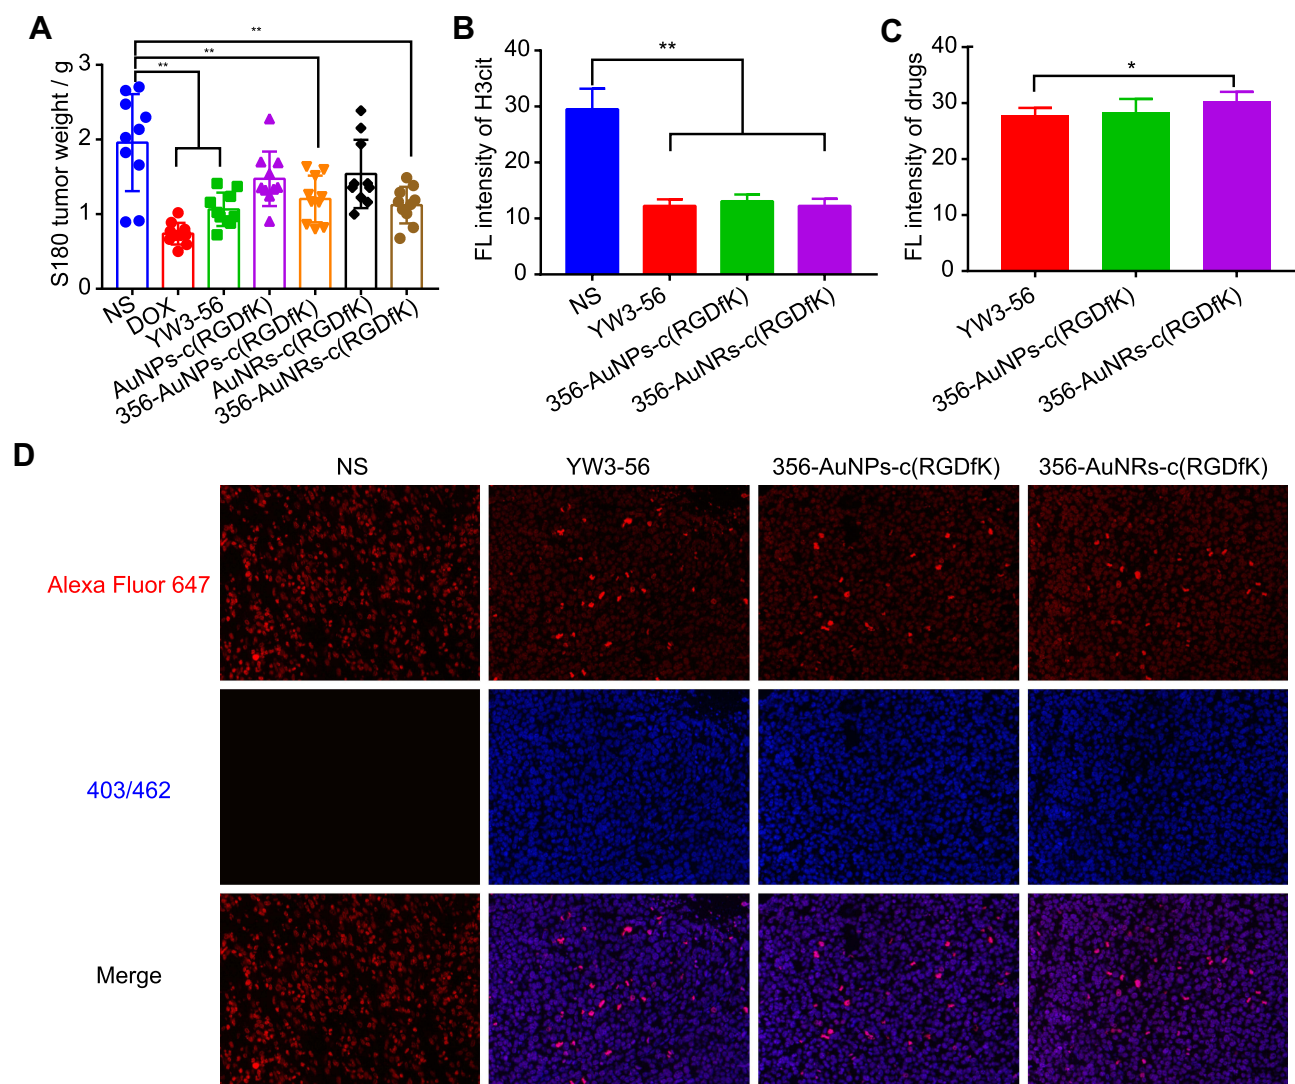 A
S180 tumor weight / g
3
2
1
0
**
**
**
NS
DOX
YW3-56
AuNPs-c(RGDfK)
356-AuNPs-c(RGDfK)
AuNRs-c(RGDfK)
356-AuNRs-c(RGDfK)
B
FL intensity of H3cit
40
30
20
10
0
**
NS
YW3-56
356-AuNPs-c(RGDfK)
356-AuNRs-c(RGDfK)
C
FL intensity of drugs
40
30
20
10
0
*
YW3-56
356-AuNPs-c(RGDfK)
356-AuNRs-c(RGDfK)
D
NS YW3-56 356-AuNPs-c(RGDfK) 356-AuNRs-c(RGDfK)
Alexa Fluor 647
403/462
Merge